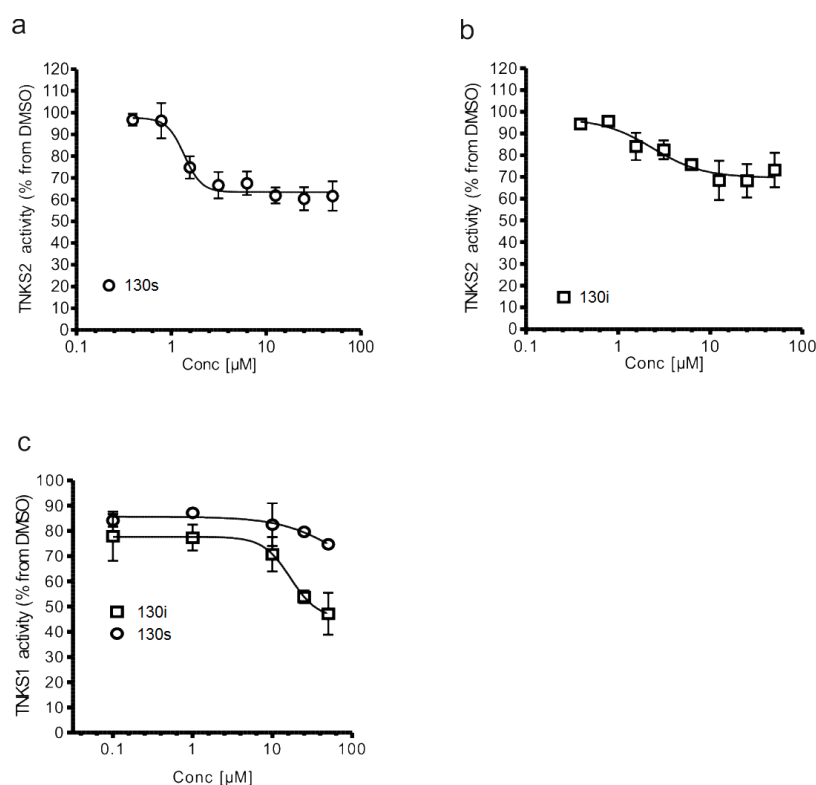 a
120
110
100
90
80
70
60
50
40
30
20
10
0
TNKS2 activity (% from DMSO)
130s
0.1 1 10 100
Conc [µM]
b
120
110
100
90
80
70
60
50
40
30
20
10
0
TNKS2 activity (% from DMSO)
130i
0.1 1 10 100
Conc [µM]
c
100
90
80
70
60
50
40
30
20
10
0
TNKS1 activity (% from DMSO)
130i
130s
0.1 1 10 100
Conc [µM]